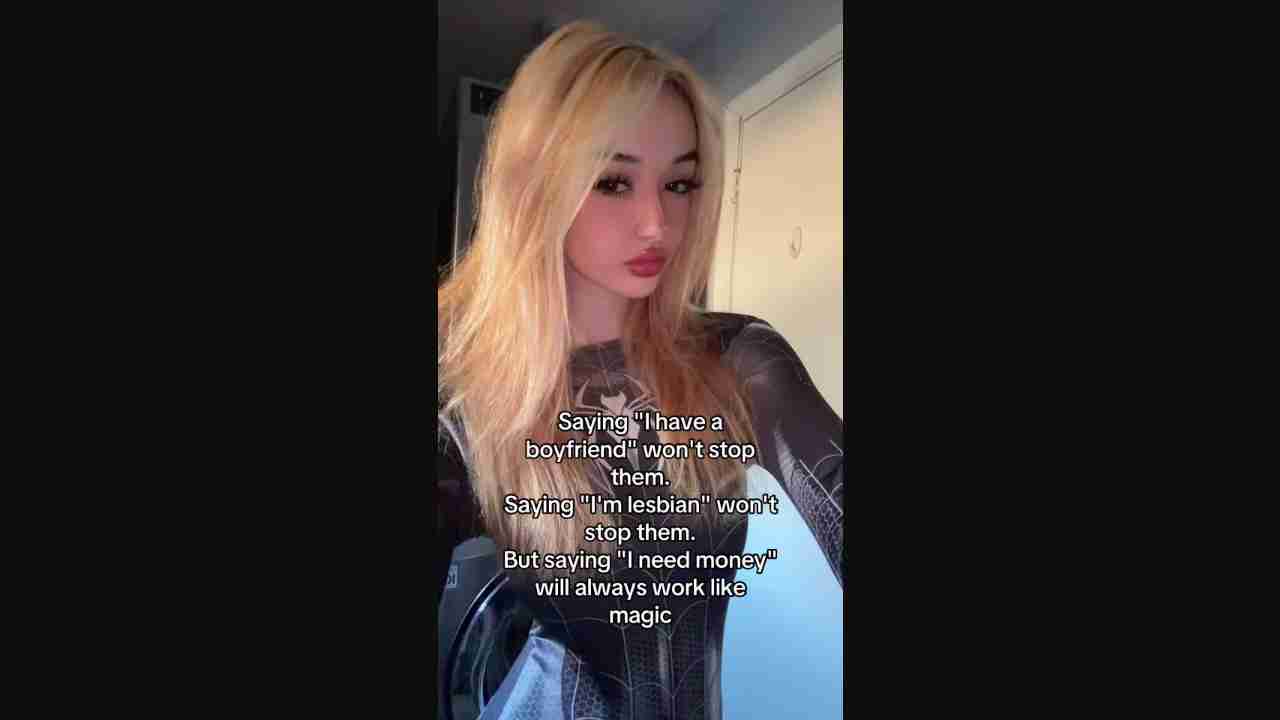 Saying "I have a
boyfriend" won't stop
them.
Saying "I'm lesbian" won't
stop them.
But saying "I need money"
will always work like
magic